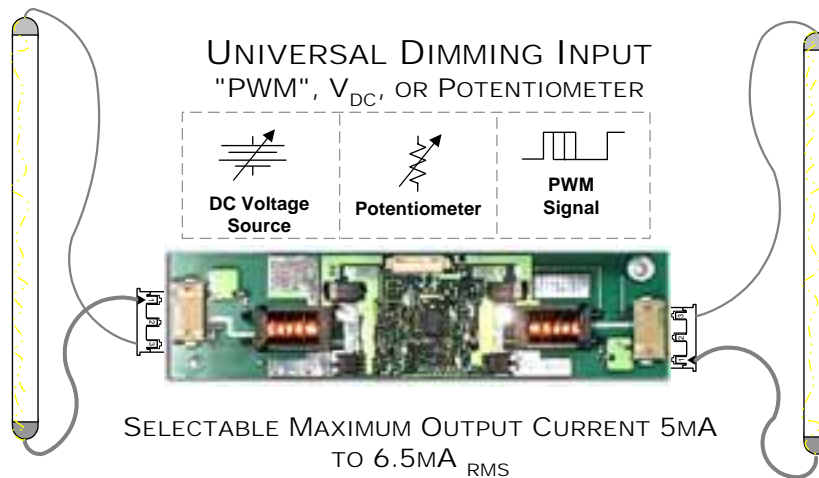 UNIVERSAL DIMMING INPUT
"PWM", VDC, OR POTENTIOMETER
DC Voltage
Source
Potentiometer
PWM
Signal
SELECTABLE MAXIMUM OUTPUT CURRENT 5MA
TO 6.5MA RMS